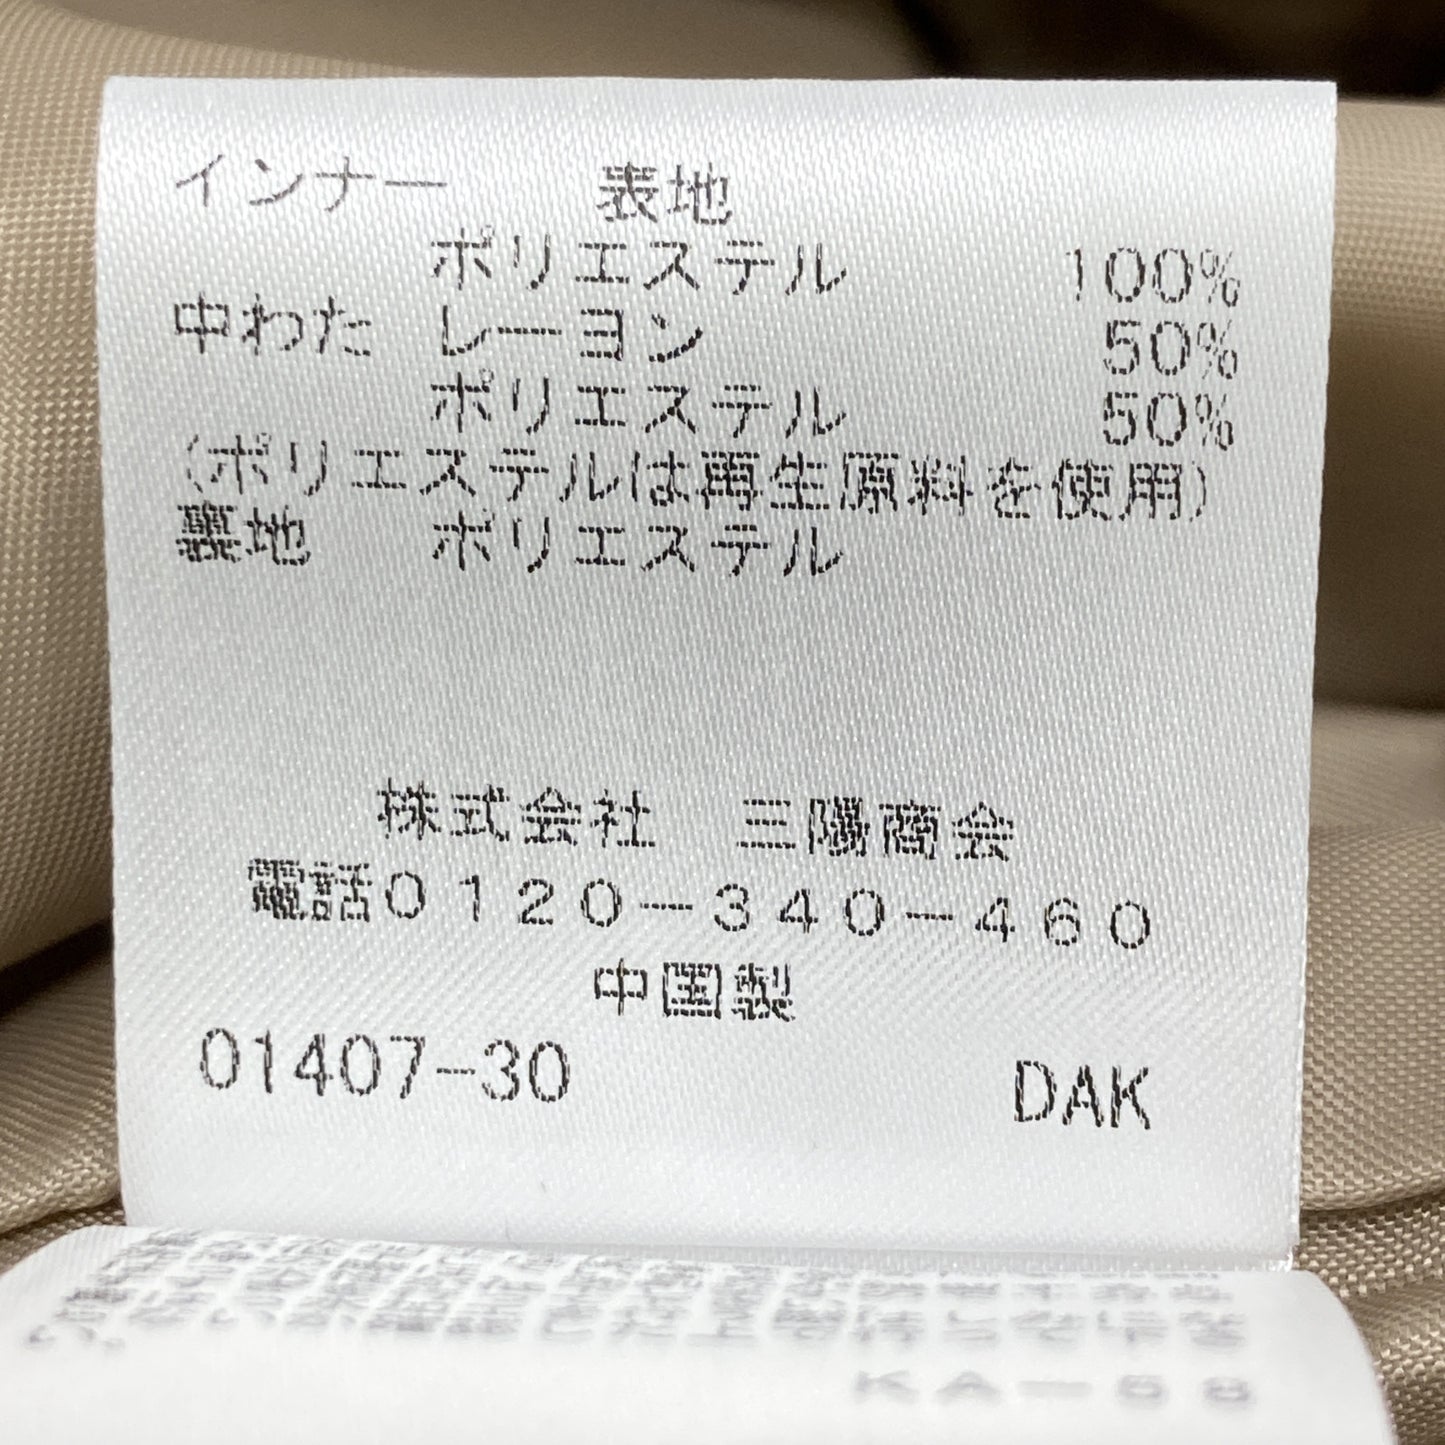 インナー　表地
ポリエステル　100%
中わた　レーヨン　50%
ポリエステル　50%
(ポリエステルは再生原料を使用)
裏地　ポリエステル
株式会社　三陽商会
電話0120-340-460
中国製
01407-30　DAK
KA-58